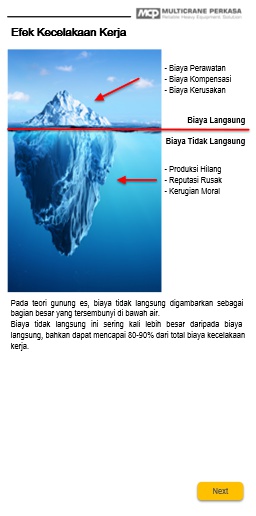 MCP MULTICRANE PERKASA
Reliable Heavy Equipment Solution
Efek Kecelakaan Kerja
- Biaya Perawatan
- Biaya Kompensasi
- Biaya Kerusakan
Biaya Langsung
Biaya Tidak Langsung
- Produksi Hilang
- Reputasi Rusak
- Kerugian Moral
Pada teori gunung es, biaya tidak langsung digambarkan sebagai
bagian besar yang tersembunyi di bawah air.
Biaya tidak langsung ini sering kali lebih besar daripada biaya
langsung, bahkan dapat mencapai 80-90% dari total biaya kecelakaan
kerja.
Next